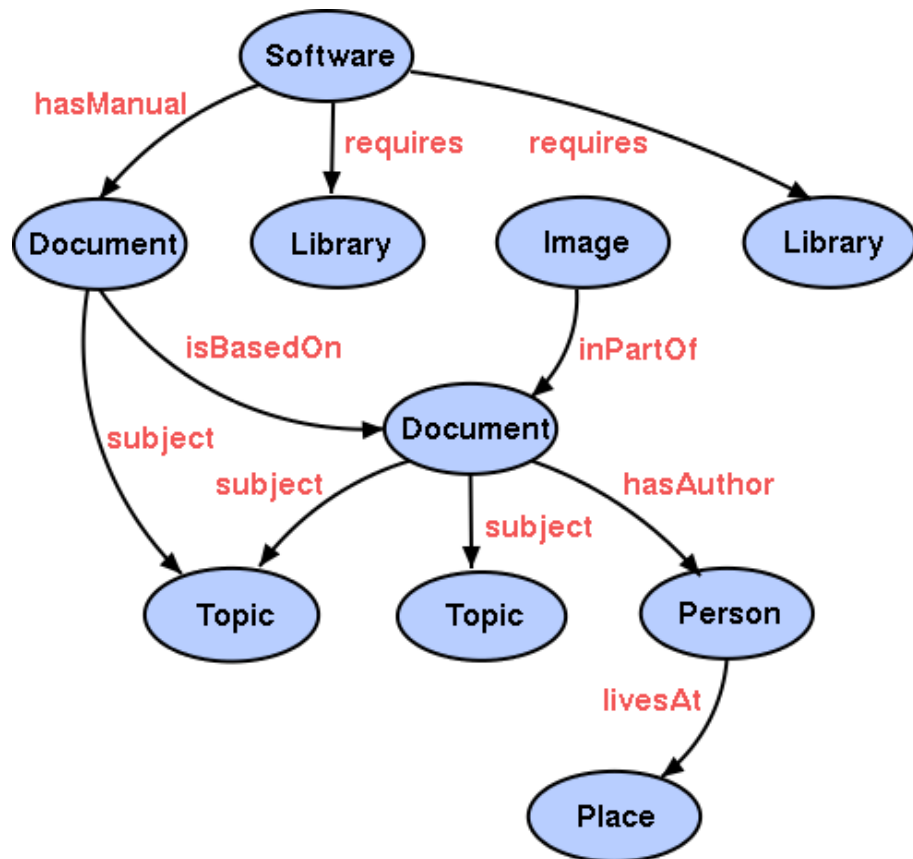 Software
hasManual
requires
requires
Document
Library
Image
Library
isBasedOn
inPartOf
Document
subject
subject
hasAuthor
subject
Topic
Topic
Person
livesAt
Place